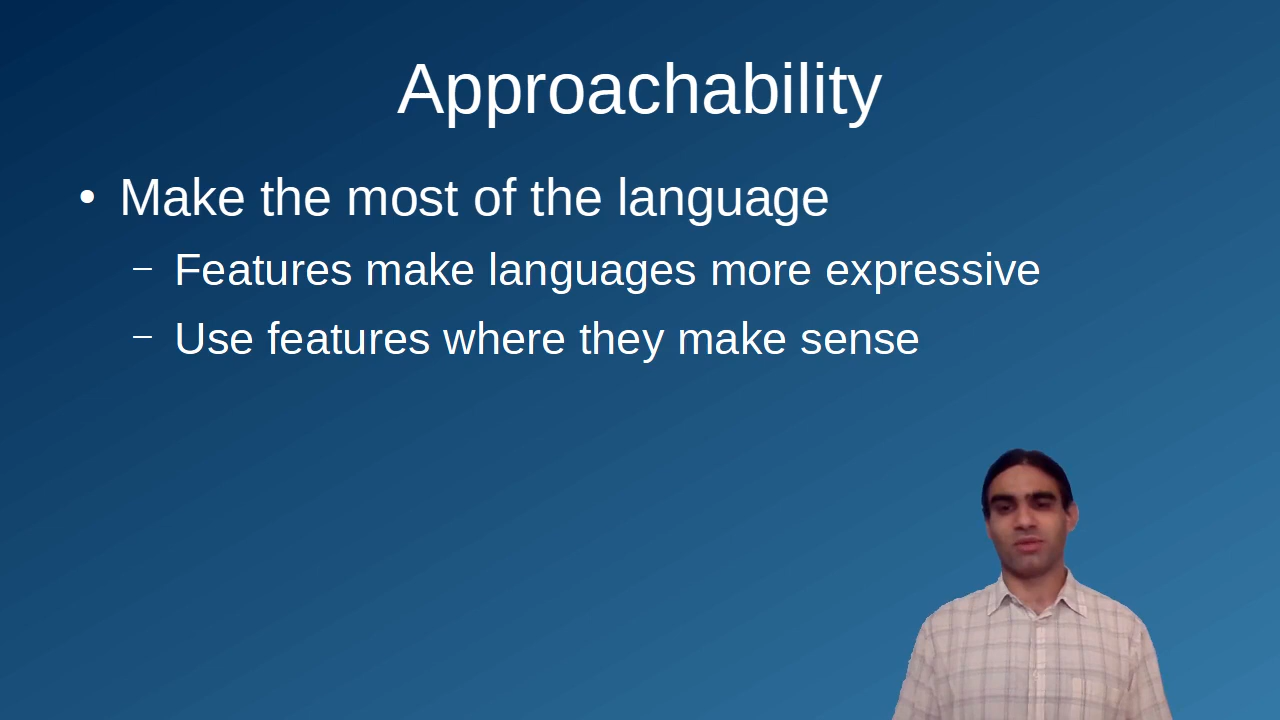 Approachability
• Make the most of the language
– Features make languages more expressive
– Use features where they make sense